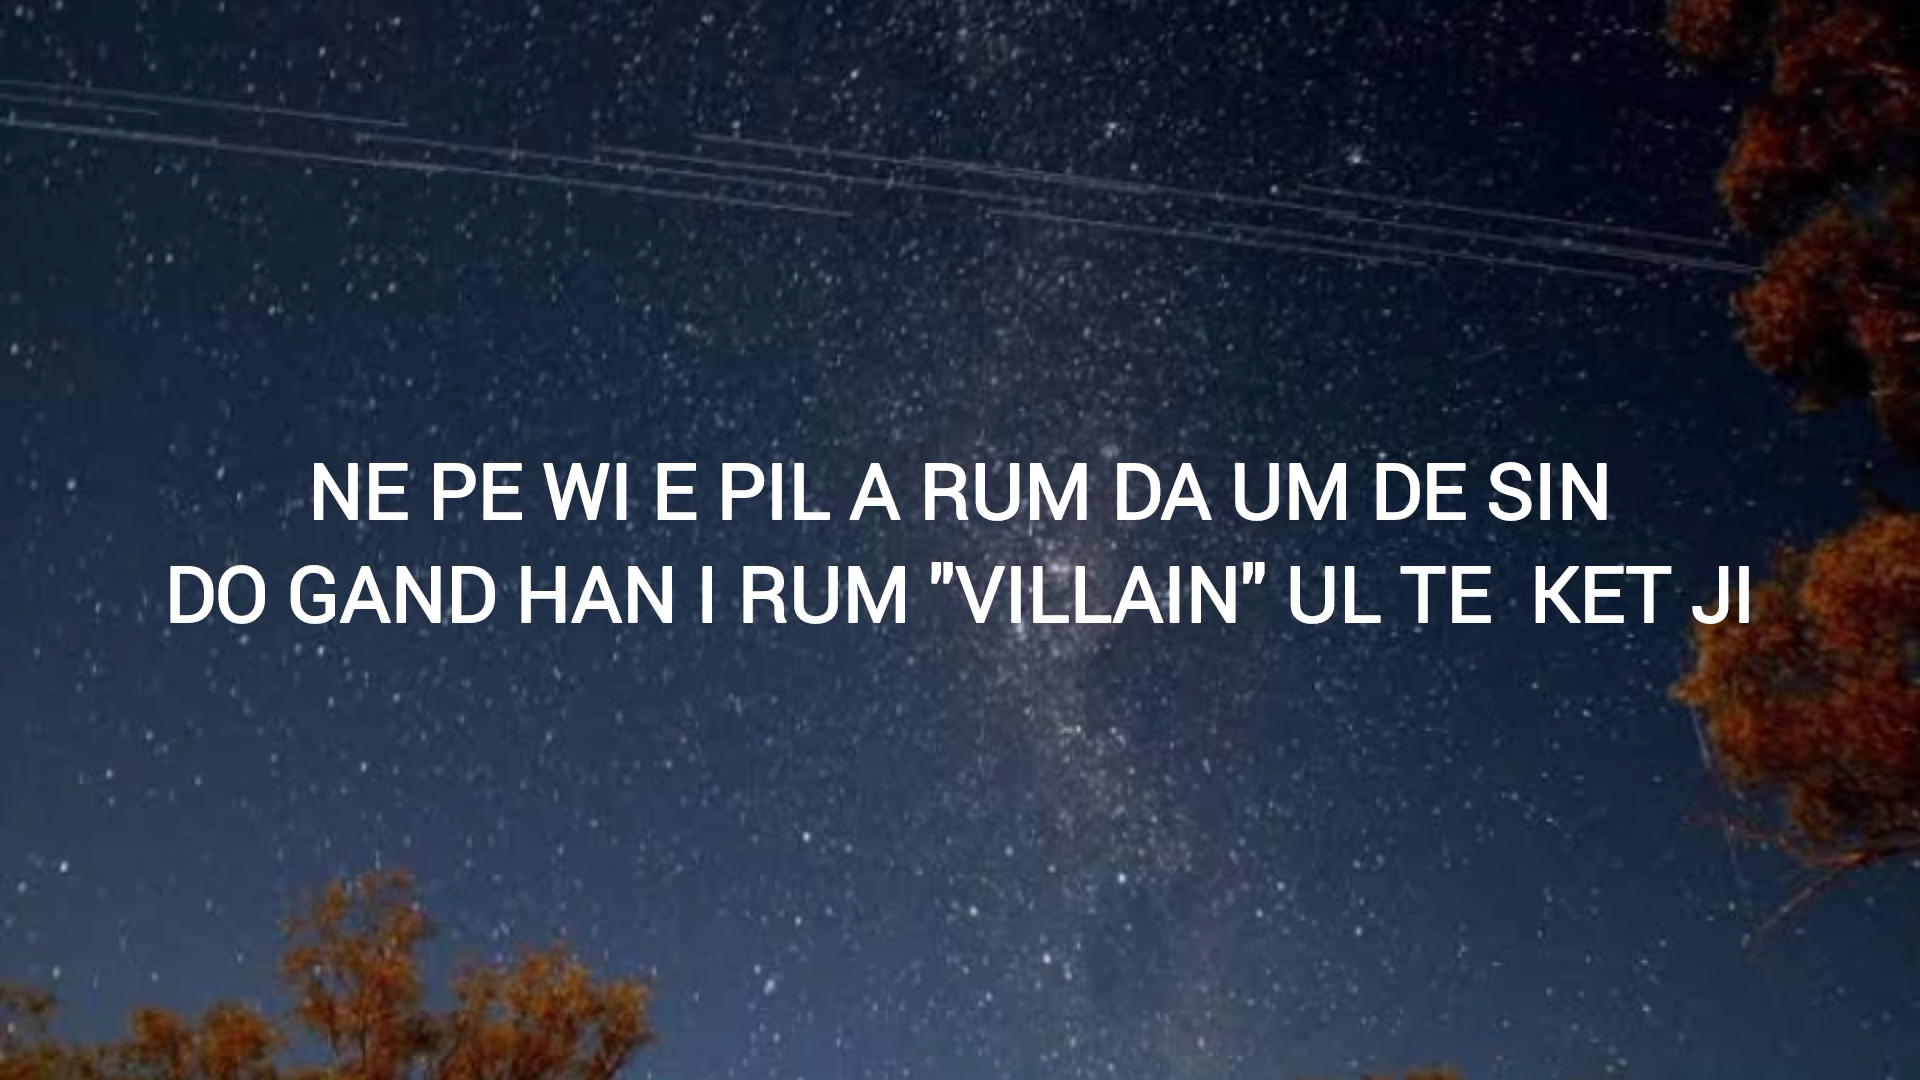 NE PE WI E PIL A RUM DA UM DE SIN
DO GAND HAN I RUM "VILLAIN" UL TE  KET JI